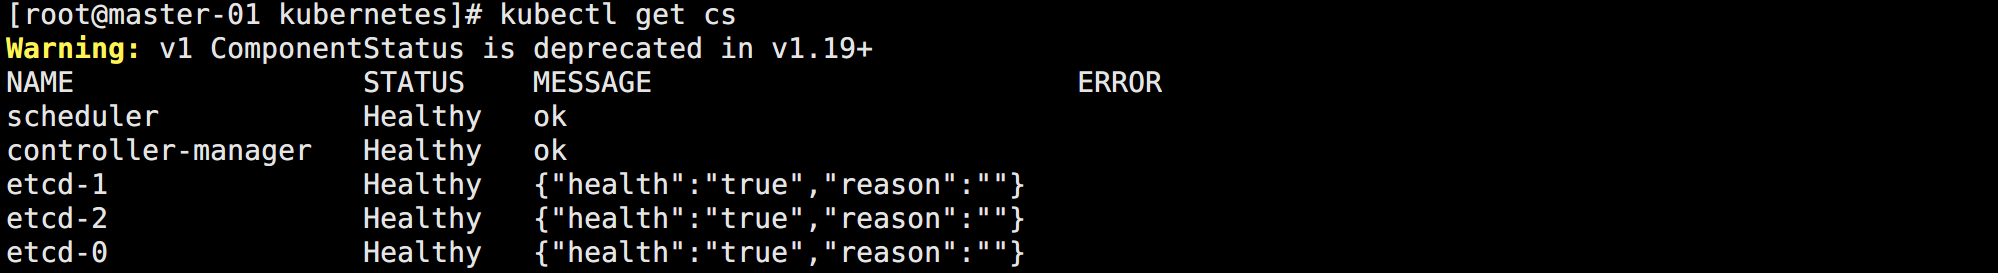 [root@master-01 kubernetes]# kubectl get cs
Warning: v1 ComponentStatus is deprecated in v1.19+
NAME                 STATUS    MESSAGE                         ERROR
scheduler            Healthy   ok
controller-manager   Healthy   ok
etcd-1               Healthy   {"health":"true","reason":""}
etcd-2               Healthy   {"health":"true","reason":""}
etcd-0               Healthy   {"health":"true","reason":""}